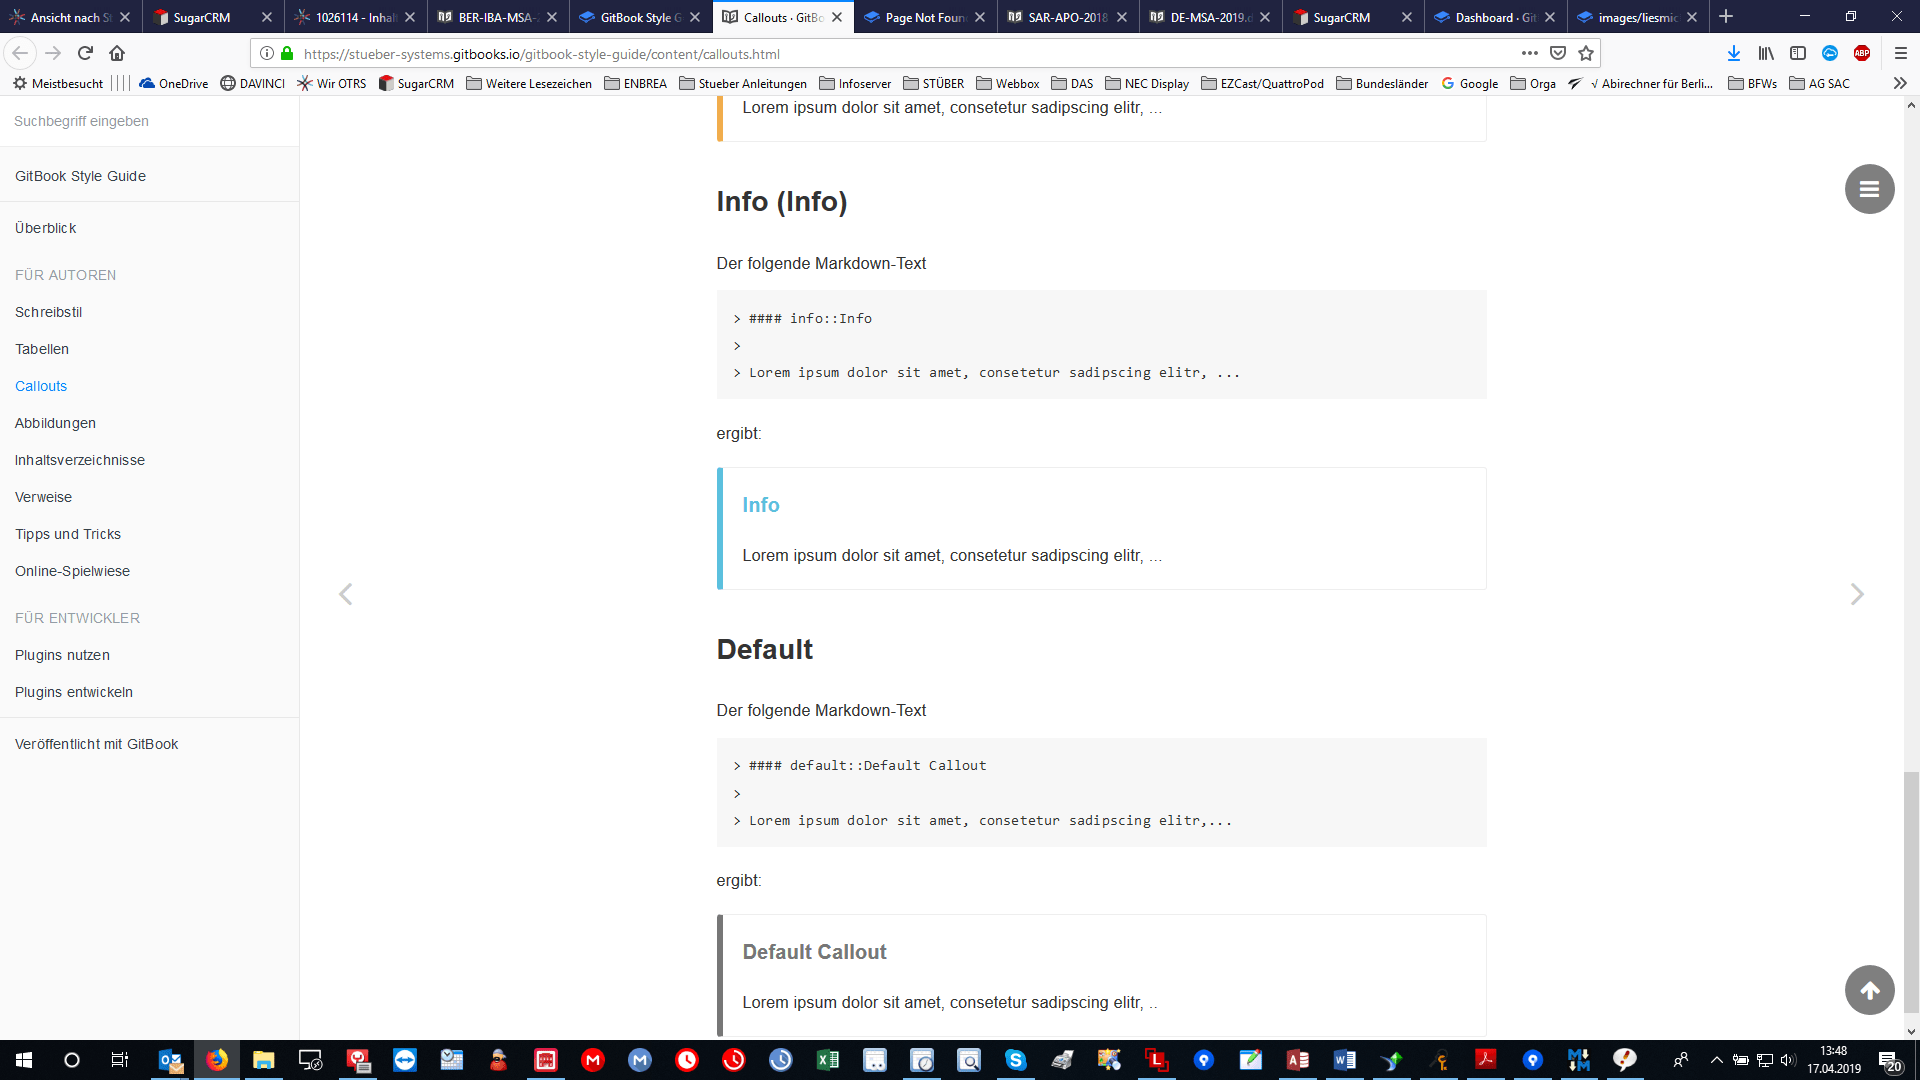 Ansicht nach S
SugarCRM
1026114 - Inhal
BER-IBA-MSA-
GitBook Style G
Callouts · GitBo
Page Not Foun
SAR-APO-2018
DE-MSA-2019.d
SugarCRM
Dashboard · Git
images/liesmic
https://stueber-systems.gitbooks.io/gitbook-style-guide/content/callouts.html
Meistbesucht
OneDrive
DAVINCI
Wir OTRS
SugarCRM
Weitere Lesezeichen
ENBREA
Stueber Anleitungen
Infoserver
STÜBER
Webbox
DAS
NEC Display
EZCast/QuattroPod
Bundesländer
Google
Orga
√ Abirechner für Berli...
BFWs
AG SAC
Suchbegriff eingeben
GitBook Style Guide
Überblick
FÜR AUTOREN
Schreibstil
Tabellen
Callouts
Abbildungen
Inhaltsverzeichnisse
Verweise
Tipps und Tricks
Online-Spielwiese
FÜR ENTWICKLER
Plugins nutzen
Plugins entwickeln
Veröffentlicht mit GitBook
Lorem ipsum dolor sit amet, consetetur sadipscing elitr, ...
Info (Info)
Der folgende Markdown-Text
> #### info::Info
>
> Lorem ipsum dolor sit amet, consetetur sadipscing elitr, ...
ergibt:
Info
Lorem ipsum dolor sit amet, consetetur sadipscing elitr, ...
Default
Der folgende Markdown-Text
> #### default::Default Callout
>
> Lorem ipsum dolor sit amet, consetetur sadipscing elitr,...
ergibt:
Default Callout
Lorem ipsum dolor sit amet, consetetur sadipscing elitr, ..
13:48
17.04.2019
20